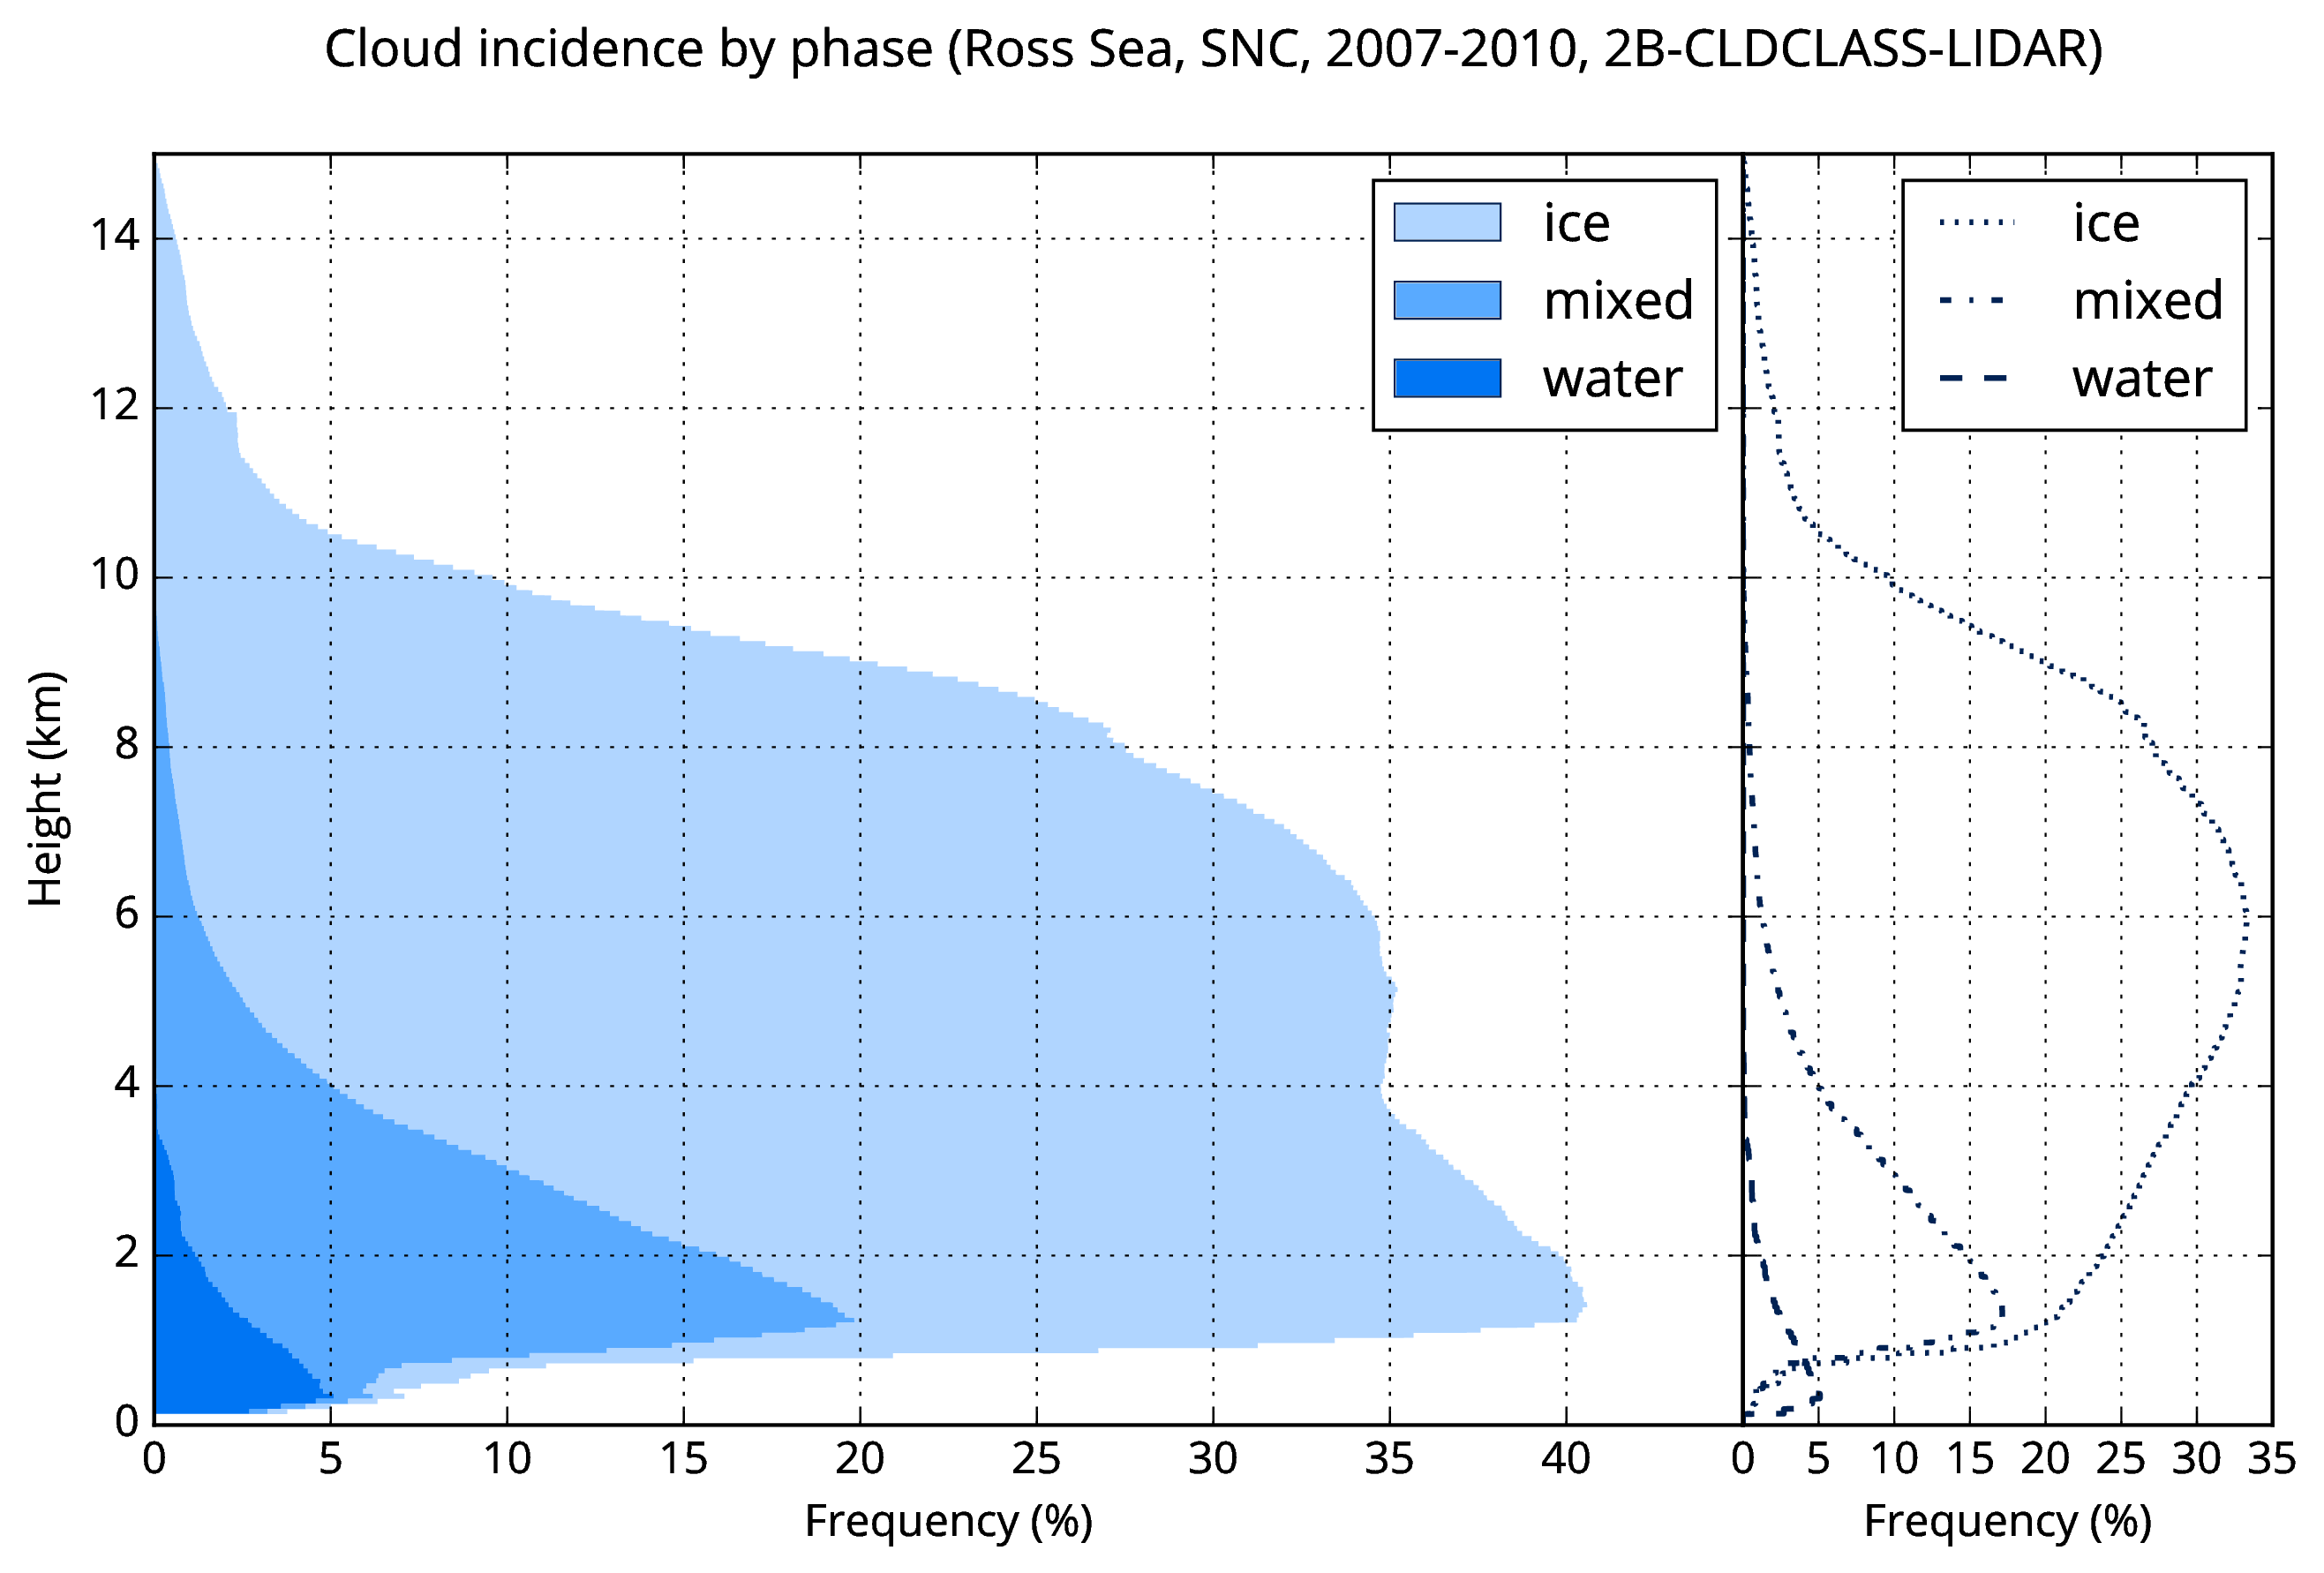 Cloud incidence by phase (Ross Sea, SNC, 2007-2010, 2B-CLDCLASS-LIDAR)
ice
mixed
water
ice
mixed
water
Height (km)
14
12
10
8
6
4
2
0
0 5 10 15 20 25 30 35 40
0 5 10 15 20 25 30 35
Frequency (%)
Frequency (%)